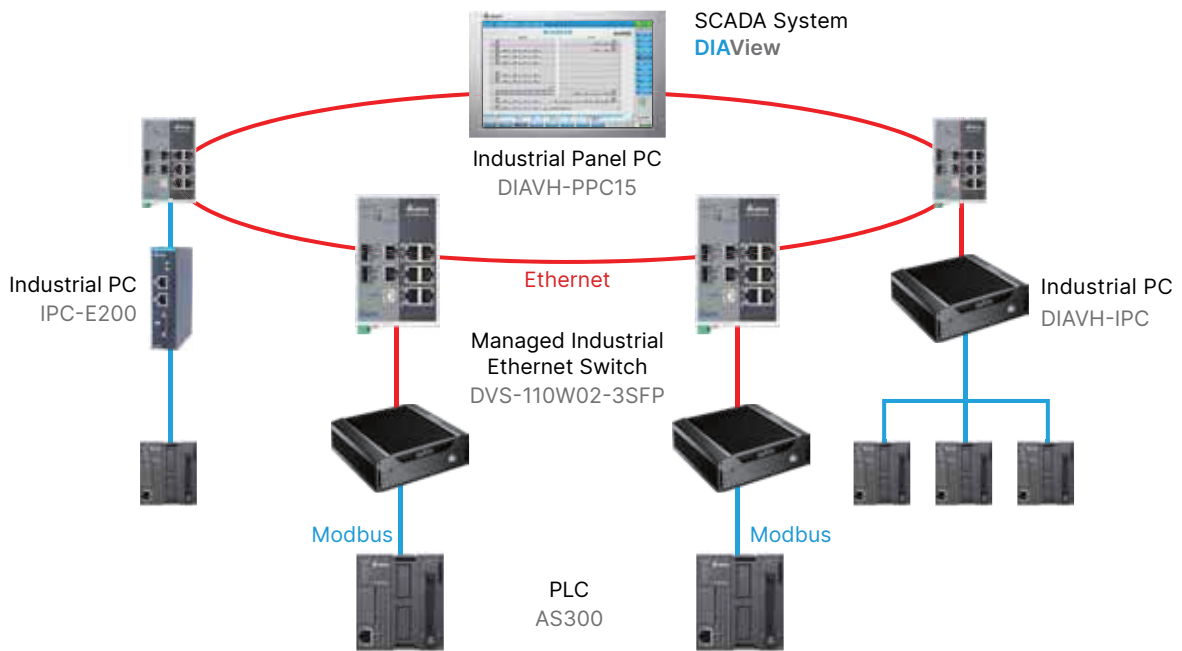 SCADA System
DIAView
Industrial Panel PC
DIAVH-PPC15
Industrial PC
IPC-E200
Ethernet
Industrial PC
DIAVH-IPC
Managed Industrial
Ethernet Switch
DVS-110W02-3SFP
Modbus
Modbus
PLC
AS300